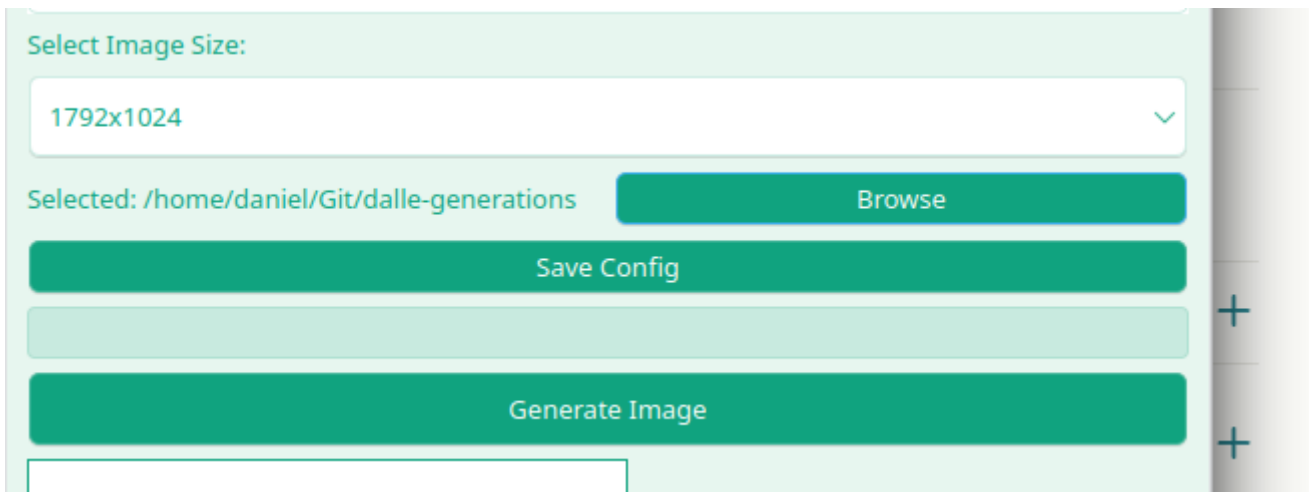 Select Image Size:
1792x1024
Selected: /home/daniel/Git/dalle-generations
Browse
Save Config
Generate Image